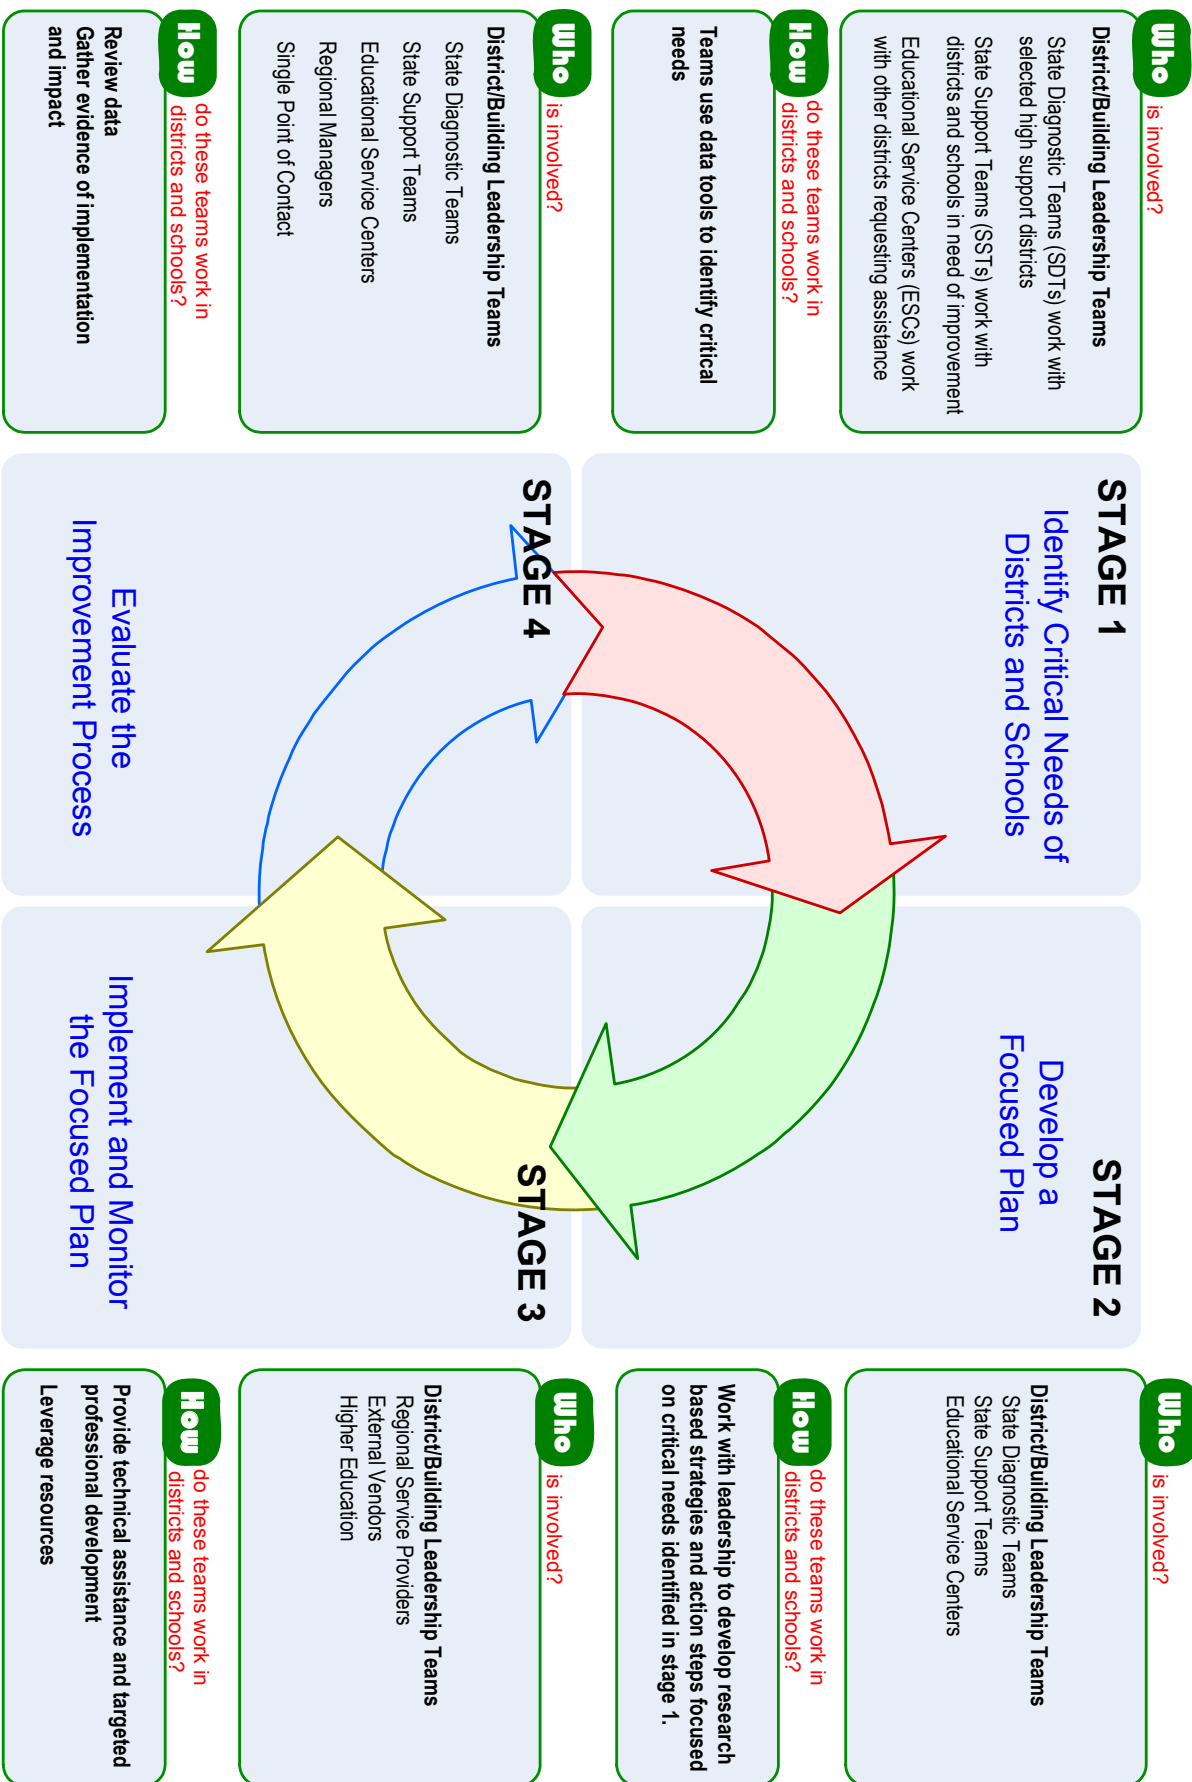 Who is involved?
District/Building Leadership Teams
State Diagnostic Teams (SDTs) work with
selected high support districts
State Support Teams (SSTs) work with
districts and schools in need of improvement
Educational Service Centers (ESCs) work
with other districts requesting assistance
How do these teams work in
districts and schools?
Teams use data tools to identify critical
needs
STAGE 1
Identify Critical Needs of
Districts and Schools
STAGE 2
Develop a
Focused Plan
Who is involved?
District/Building Leadership Teams
State Diagnostic Teams
State Support Teams
Educational Service Centers
How do these teams work in
districts and schools?
Work with leadership to develop research
based strategies and action steps focused
on critical needs identified in stage 1.
Who is involved?
District/Building Leadership Teams
State Diagnostic Teams
State Support Teams
Educational Service Centers
Regional Managers
Single Point of Contact
How do these teams work in
districts and schools?
Review data
Gather evidence of implementation
and impact
STAGE 4
Evaluate the
Improvement Process
STAGE 3
Implement and Monitor
the Focused Plan
Who is involved?
District/Building Leadership Teams
Regional Service Providers
External Vendors
Higher Education
How do these teams work in
districts and schools?
Provide technical assistance and targeted
professional development
Leverage resources